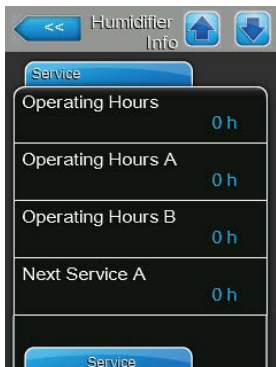 <<
Humidifier
Info
Service
Operating Hours
0 h
Operating Hours A
0 h
Operating Hours B
0 h
Next Service A
0 h
Service